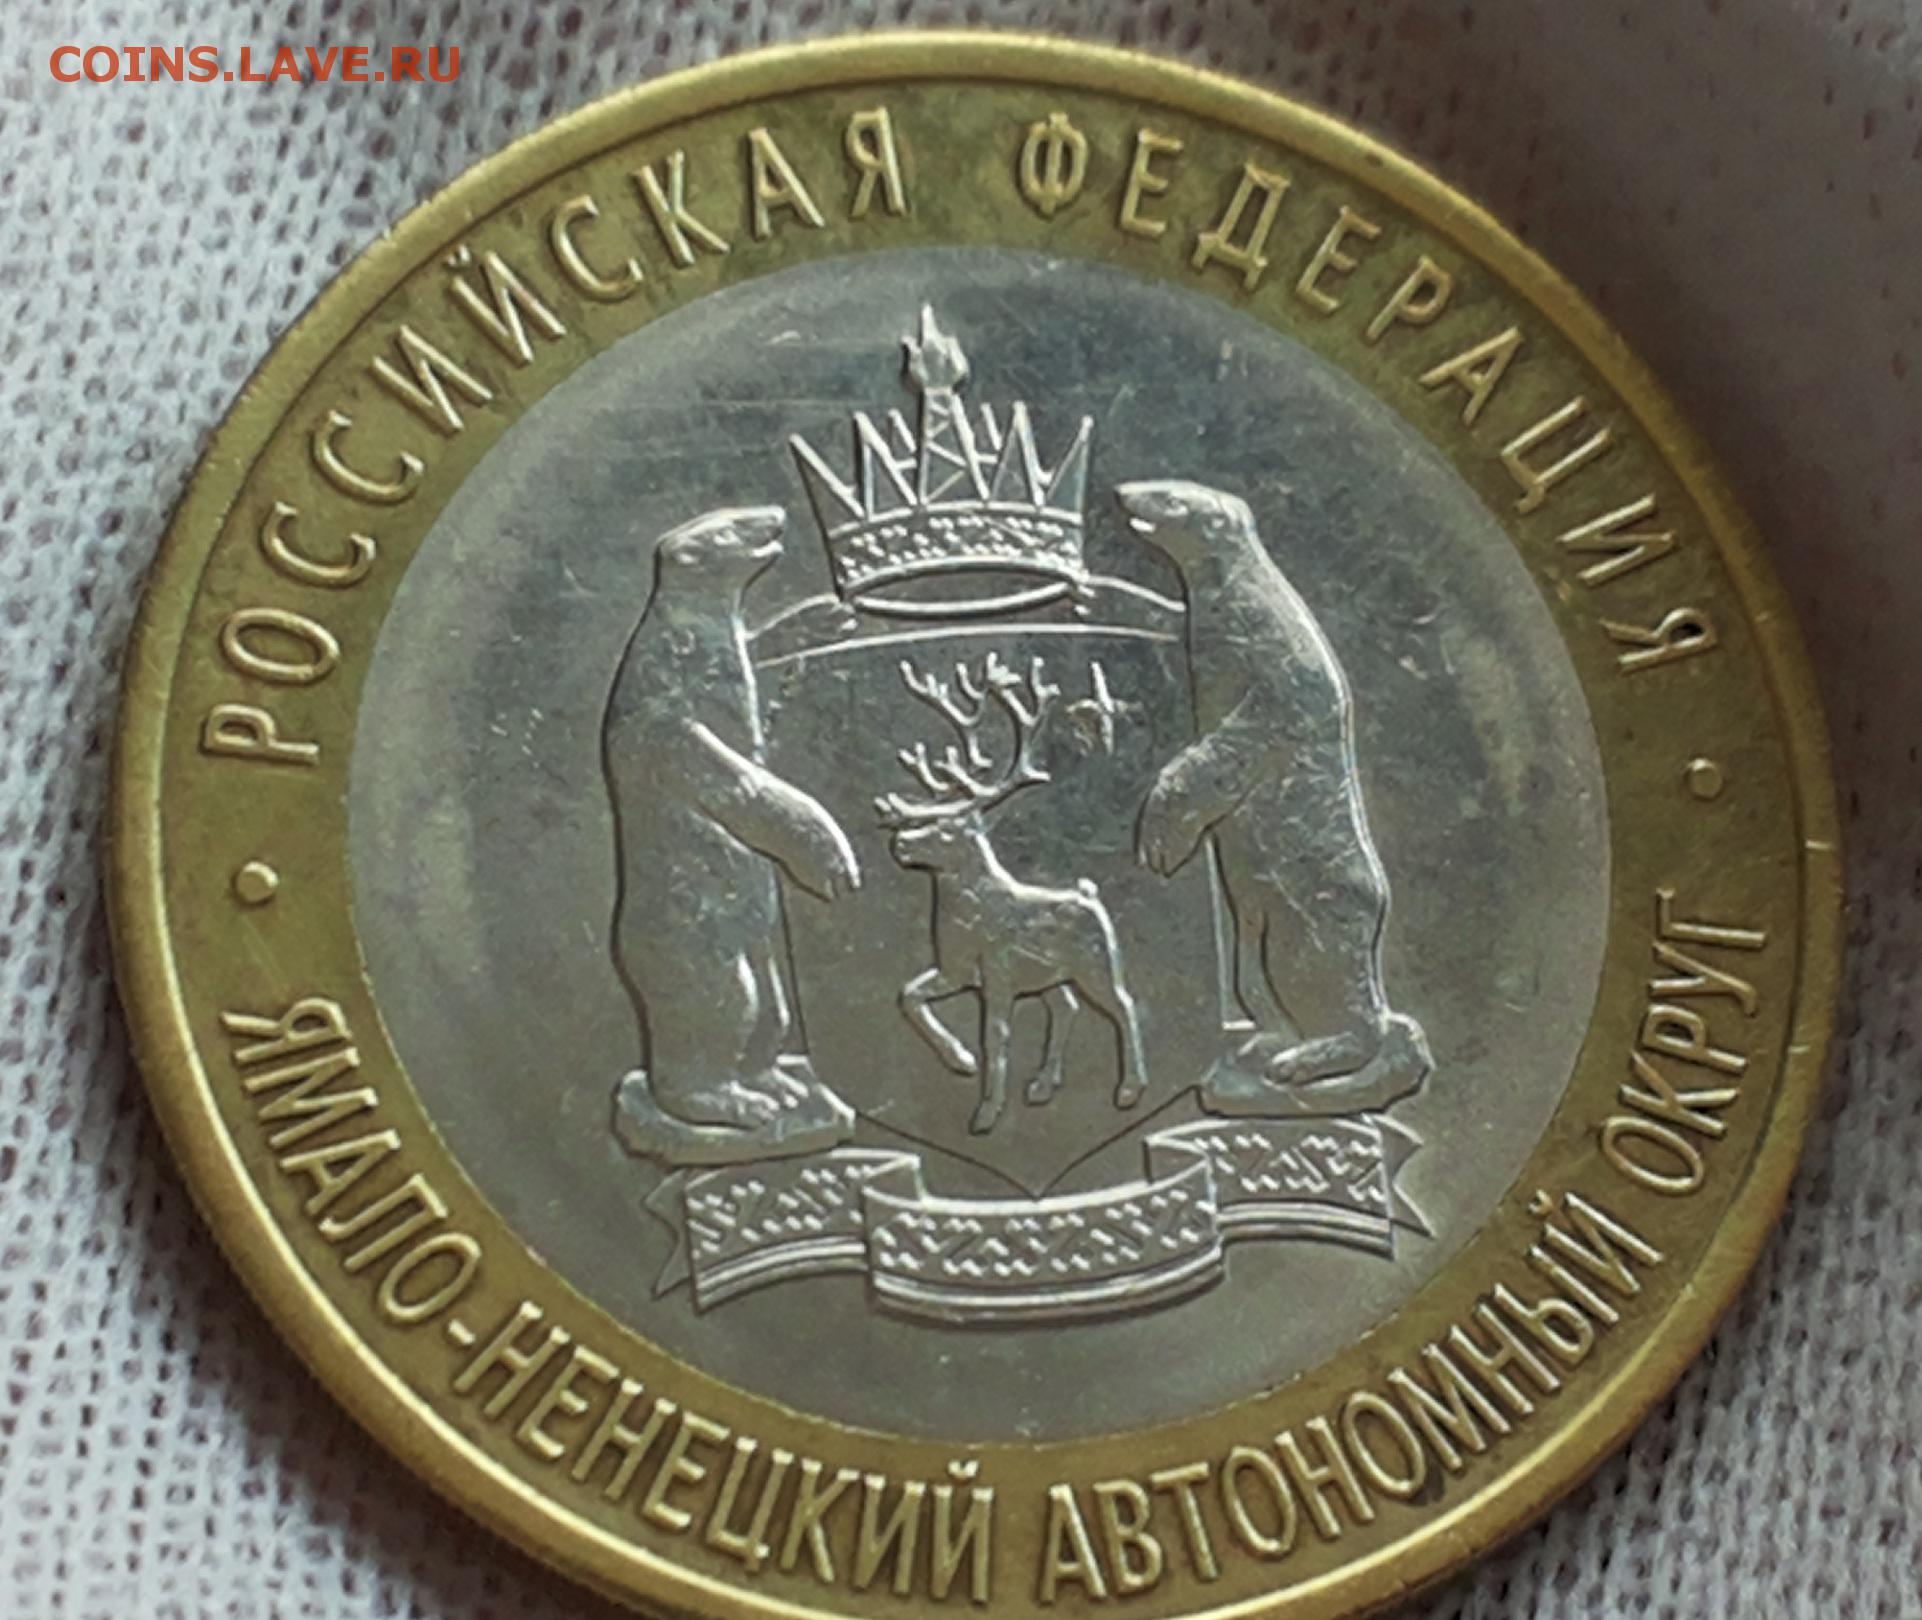 COINS.LAVE.RU
РОССИЙСКАЯ ФЕДЕРАЦИЯ
ЯМАЛО-НЕНЕЦКИЙ АВТОНОМНЫЙ ОКРУГ